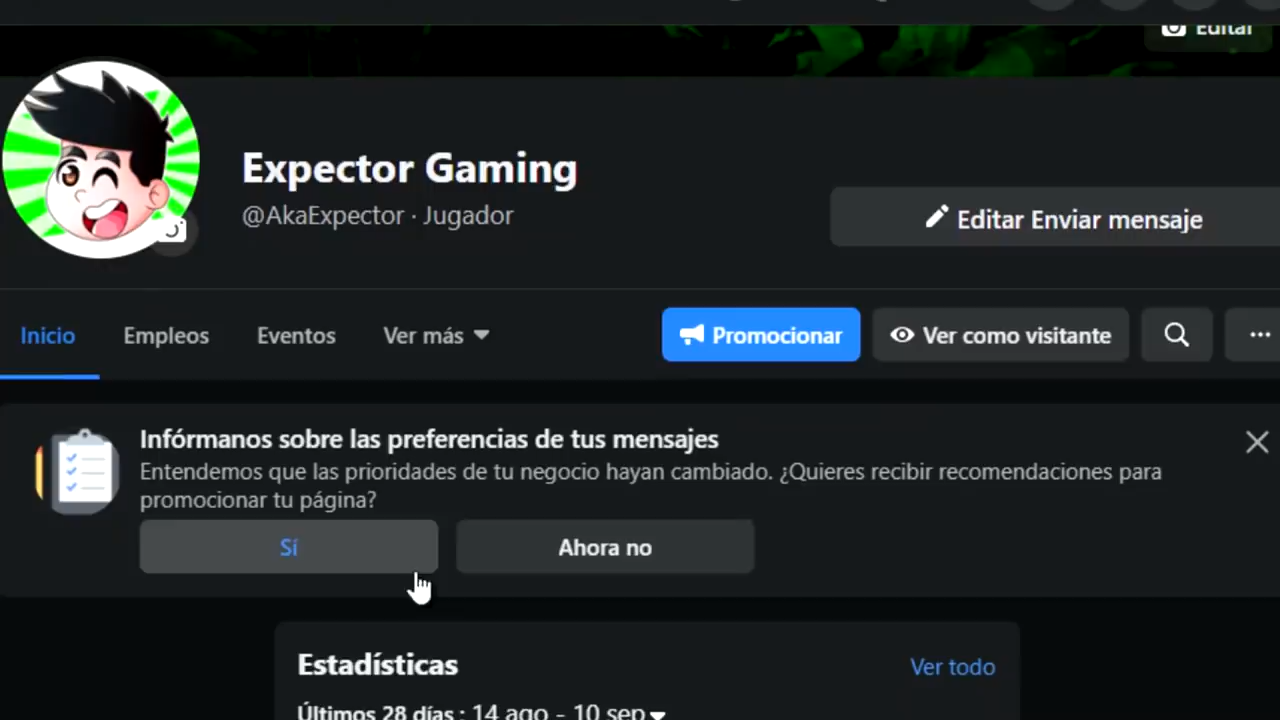 Editar
Expector Gaming
@AkaExpector · Jugador
Editar Enviar mensaje
Inicio
Empleos
Eventos
Ver más
Promocionar
Ver como visitante
Infórmanos sobre las preferencias de tus mensajes
Entendemos que las prioridades de tu negocio hayan cambiado. ¿Quieres recibir recomendaciones para
promocionar tu página?
Sí
Ahora no
Estadísticas
Ver todo
Últimos 28 días : 14 ago - 10 sep